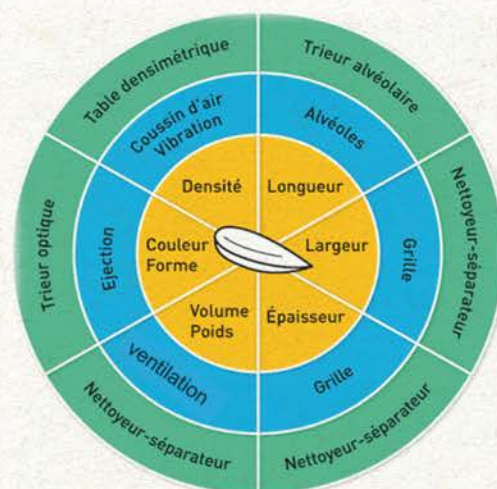 Table densimétrique
Trieur alvéolaire
Coussin d'air
Vibration
Alvéoles
Densité
Longueur
Trieur optique
Ejection
Couleur
Forme
Largeur
Grille
Nettoyeur-séparateur
Volume
Poids
Épaisseur
ventilation
Grille
Nettoyeur-séparateur
Nettoyeur-séparateur